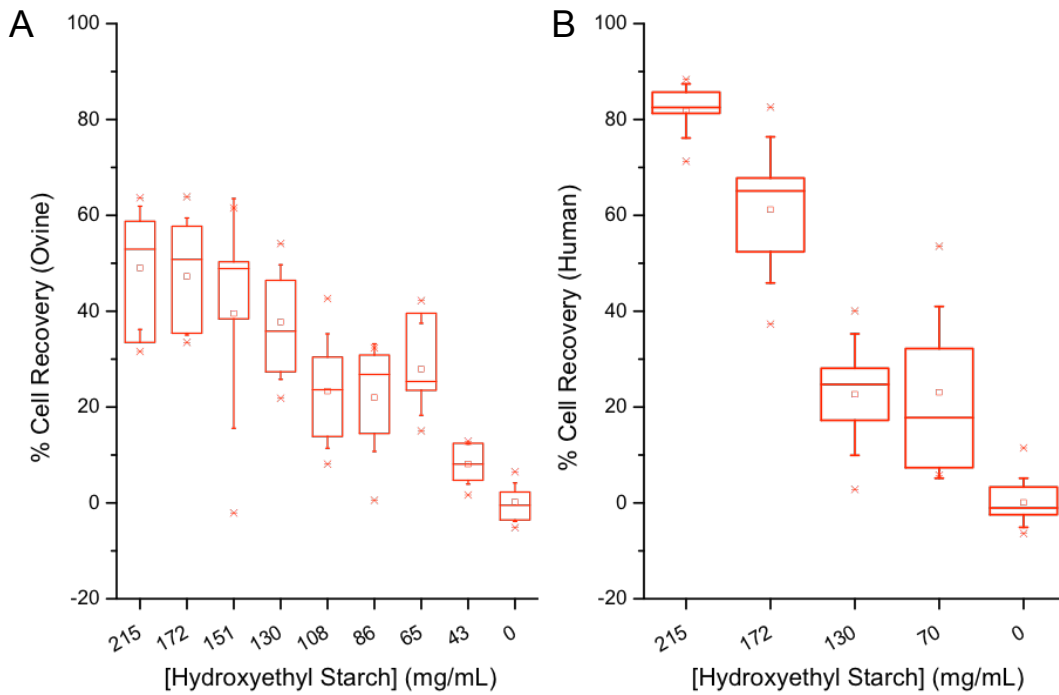 A
% Cell Recovery (Ovine)
100
80
60
40
20
0
-20
215 172 151 130 108 86 65 43 0
[Hydroxyethyl Starch] (mg/mL)
B
% Cell Recovery (Human)
100
80
60
40
20
0
-20
215 172 130 70 0
[Hydroxyethyl Starch] (mg/mL)